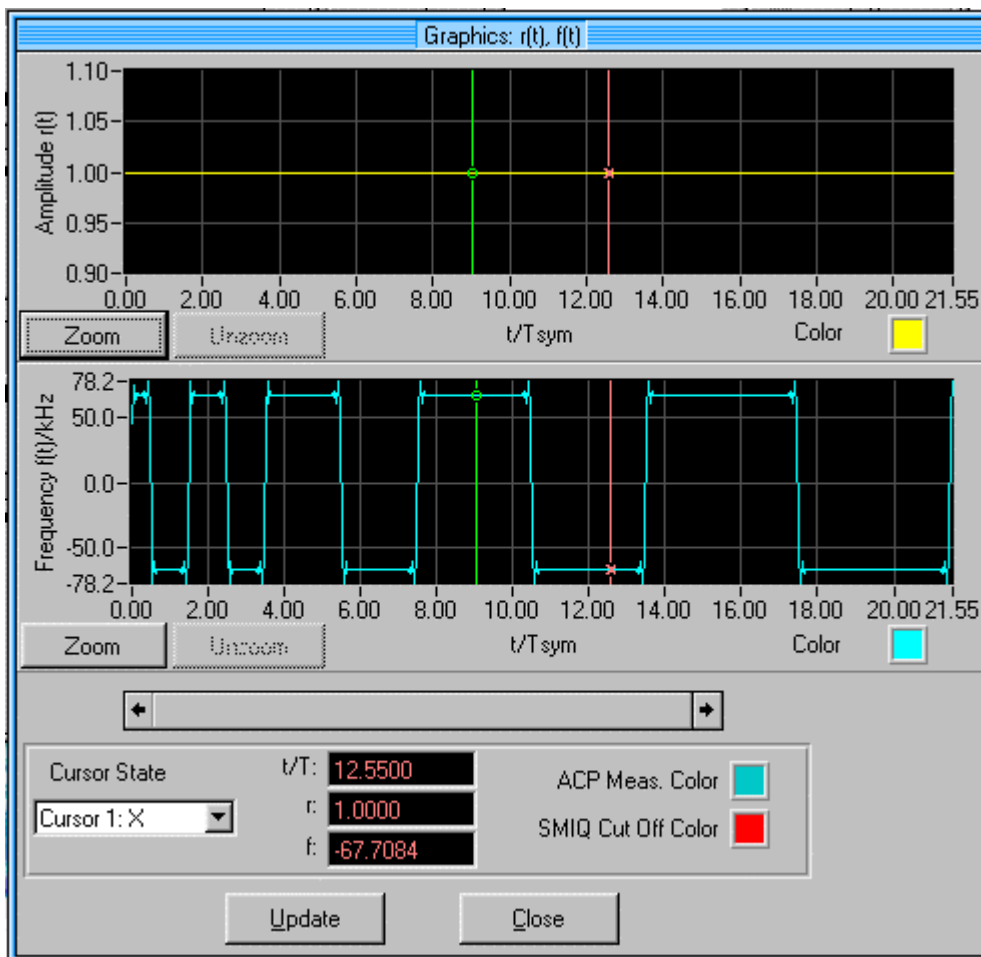 Graphics: r(t), f(t)
Amplitude r(t)
1.10
1.05
1.00
0.95
0.90
0.00 2.00 4.00 6.00 8.00 10.00 12.00 14.00 16.00 18.00 20.00 21.55
Zoom Unzoom t/Tsym Color
Frequency f(t)/kHz
78.2
50.0
0.0
-50.0
-78.2
0.00 2.00 4.00 6.00 8.00 10.00 12.00 14.00 16.00 18.00 20.00 21.55
Zoom Unzoom t/Tsym Color
Cursor State
Cursor 1: X
t/T: 12.5500
r: 1.0000
f: -67.7084
ACP Meas. Color
SMIQ Cut Off Color
Update Close